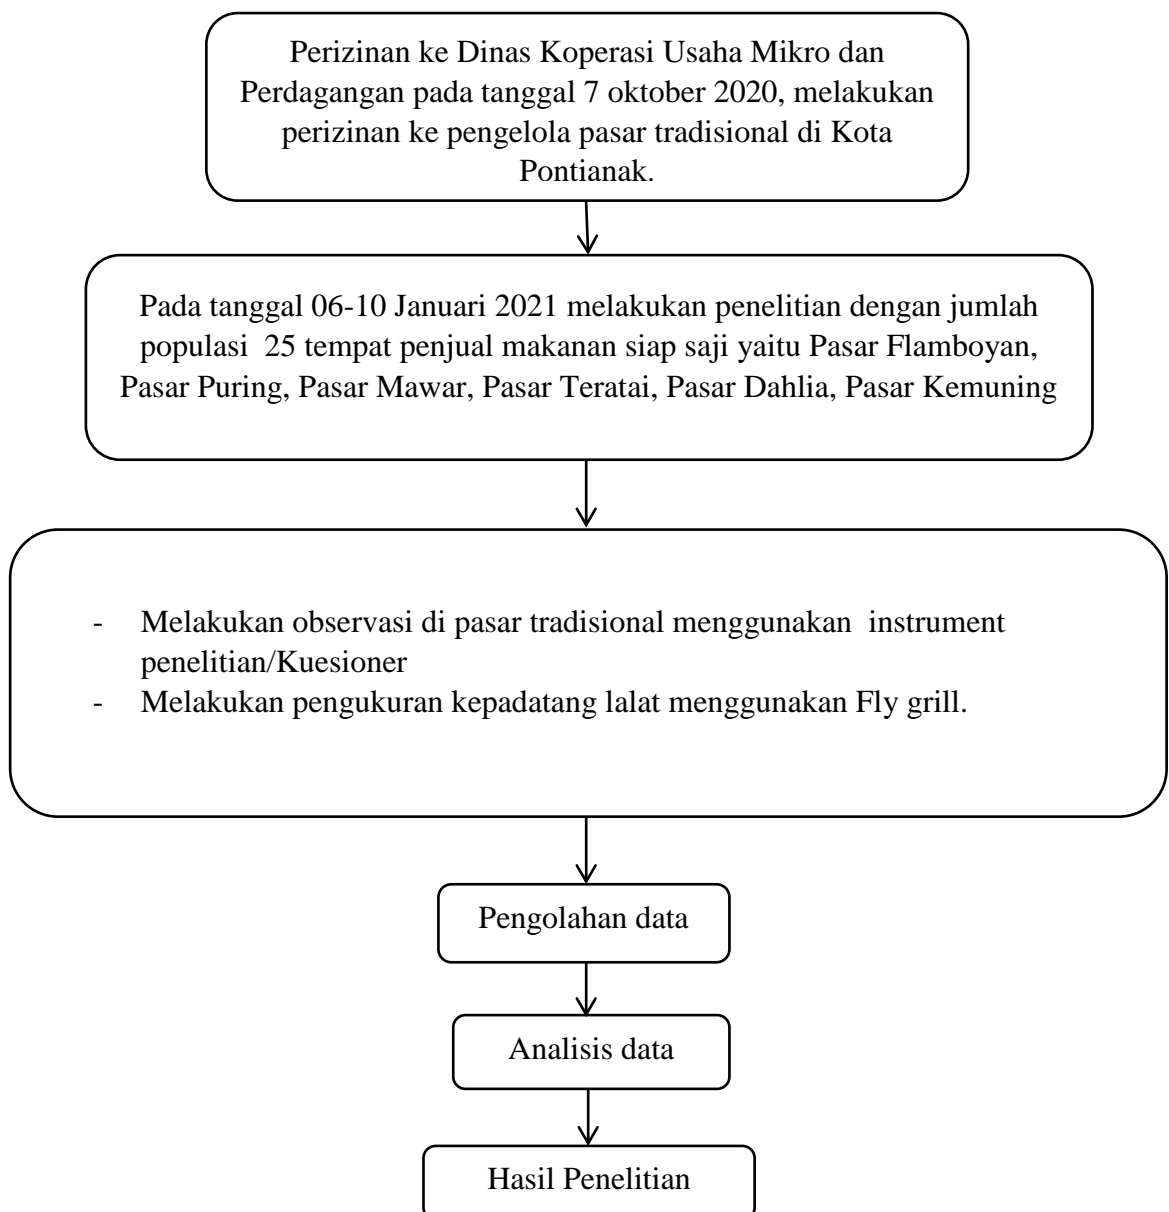 Perizinan ke Dinas Koperasi Usaha Mikro dan
Perdagangan pada tanggal 7 oktober 2020, melakukan
perizinan ke pengelola pasar tradisional di Kota
Pontianak.
Pada tanggal 06-10 Januari 2021 melakukan penelitian dengan jumlah
populasi  25 tempat penjual makanan siap saji yaitu Pasar Flamboyan,
Pasar Puring, Pasar Mawar, Pasar Teratai, Pasar Dahlia, Pasar Kemuning
- Melakukan observasi di pasar tradisional menggunakan  instrument
penelitian/Kuesioner
- Melakukan pengukuran kepadatang lalat menggunakan Fly grill.
Pengolahan data
Analisis data
Hasil Penelitian